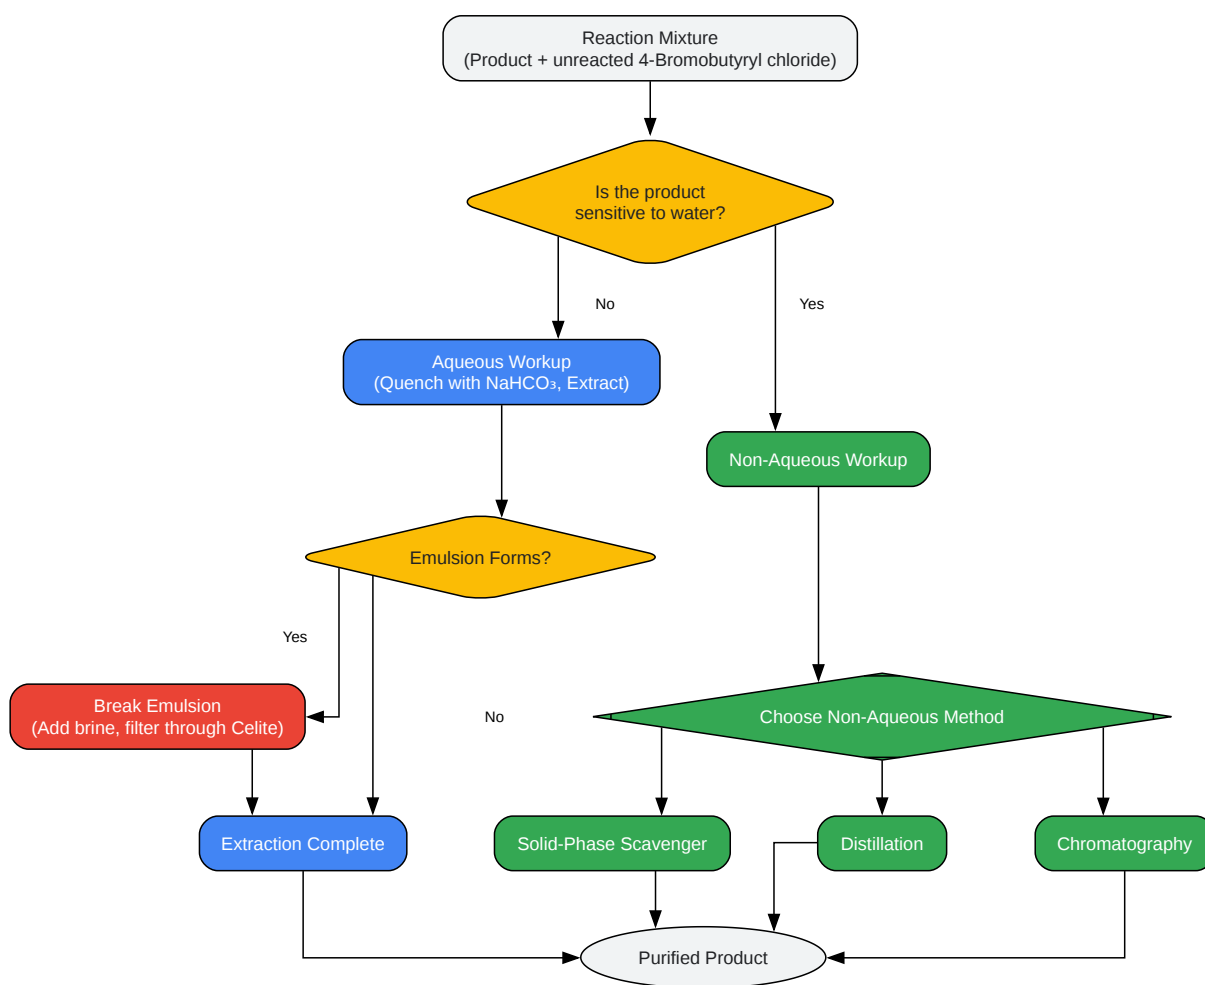 Reaction Mixture
(Product + unreacted 4-Bromobutyryl chloride)
Is the product
sensitive to water?
No
Yes
Aqueous Workup
(Quench with NaHCO₃, Extract)
Non-Aqueous Workup
Emulsion Forms?
Yes
Break Emulsion
(Add brine, filter through Celite)
No
Choose Non-Aqueous Method
Extraction Complete
Solid-Phase Scavenger
Distillation
Chromatography
Purified Product